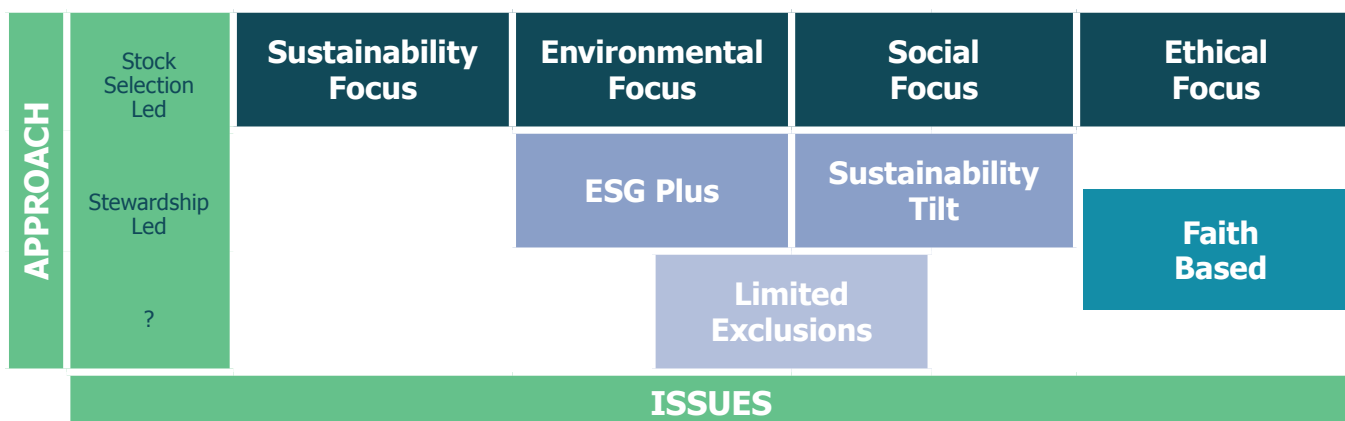 APPROACH
Stock
Selection
Led
Sustainability
Focus
Environmental
Focus
Social
Focus
Ethical
Focus
Stewardship
Led
ESG Plus
Sustainability
Tilt
Faith
Based
?
Limited
Exclusions
ISSUES